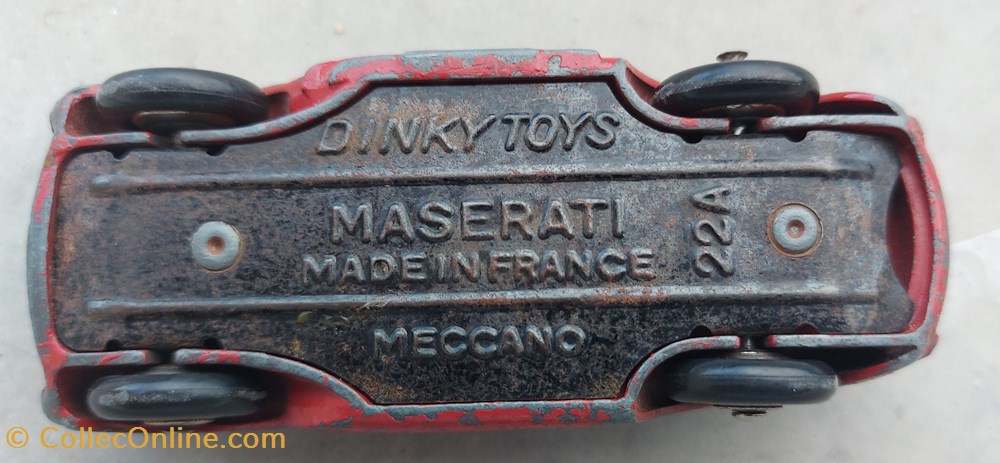 DINKY TOYS
MASERATI
MADE IN FRANCE
22A
MECCANO
© CollecOnline.com